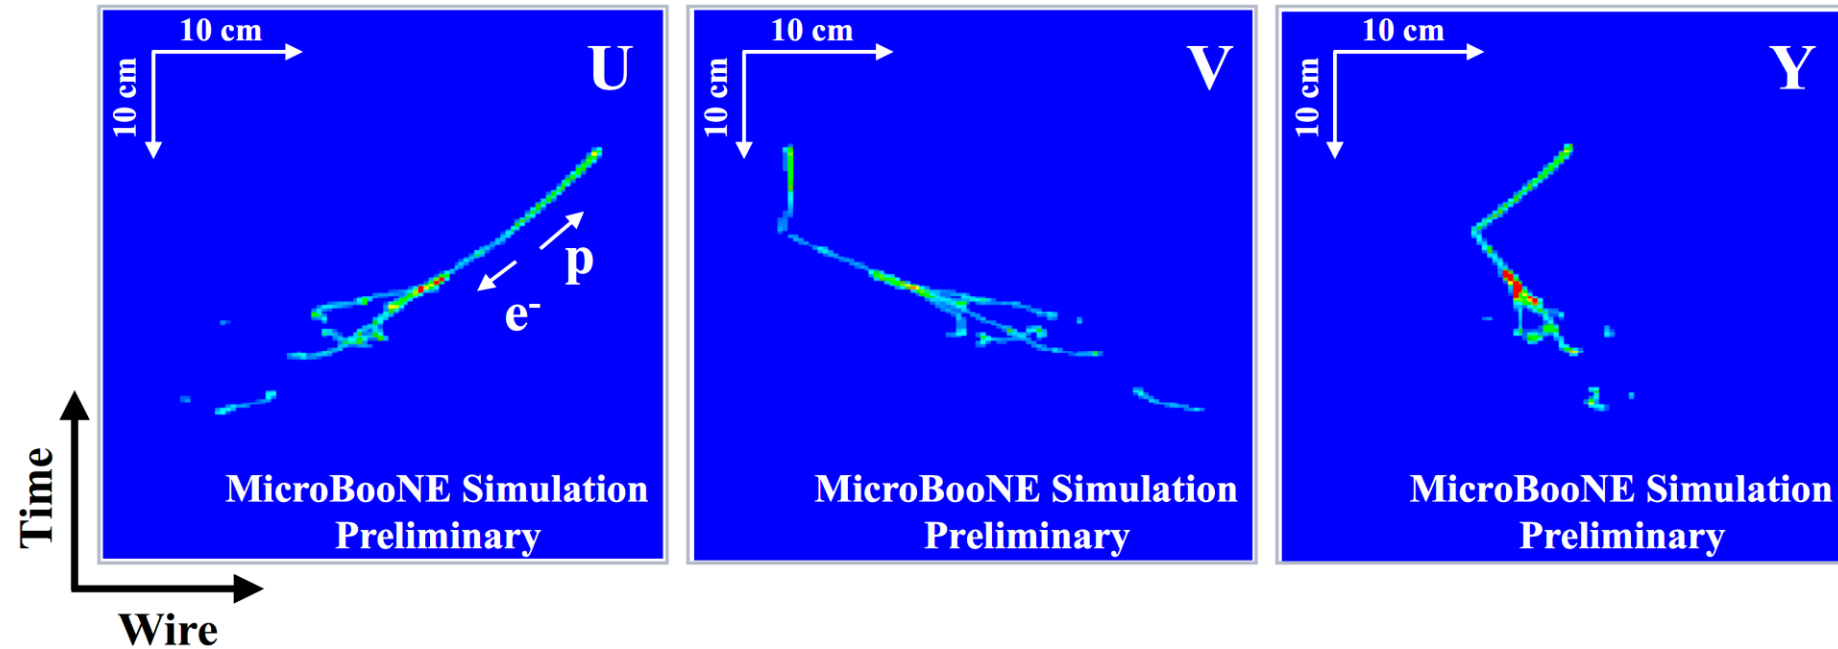 10 cm
U
10 cm
p
e-
MicroBooNE Simulation
Preliminary
10 cm
V
10 cm
MicroBooNE Simulation
Preliminary
10 cm
Y
10 cm
MicroBooNE Simulation
Preliminary
Time
Wire